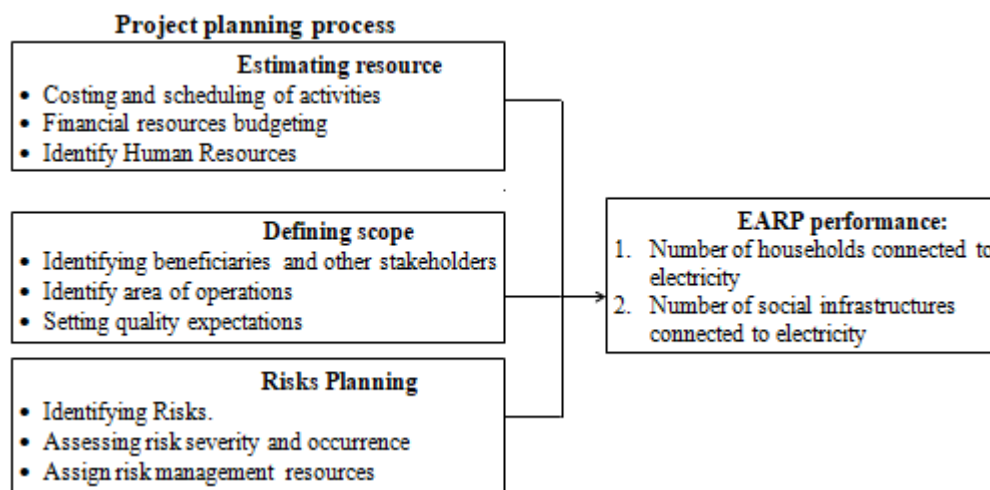 Project planning process
Estimating resource
• Costing and scheduling of activities
• Financial resources budgeting
• Identify Human Resources
Defining scope
• Identifying beneficiaries and other stakeholders
• Identify area of operations
• Setting quality expectations
Risks Planning
• Identifying Risks.
• Assessing risk severity and occurrence
• Assign risk management resources
EARP performance:
1. Number of households connected to
electricity
2. Number of social infrastructures
connected to electricity